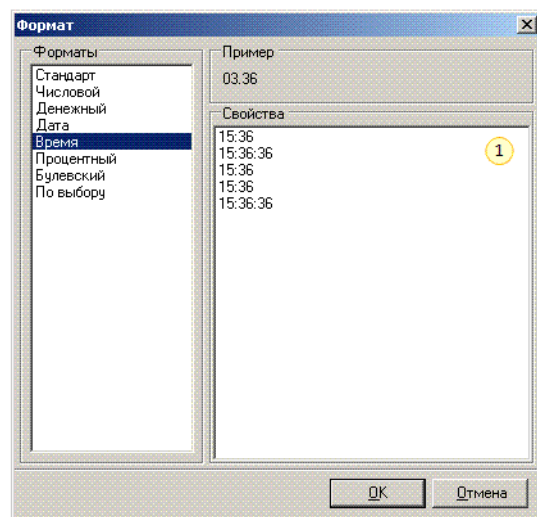 Формат
Форматы
Стандарт
Числовой
Денежный
Дата
Время
Процентный
Булевский
По выбору
Пример
03.36
Свойства
15:36
15:36:36
15:36
15:36
15:36:36
1
OK
Отмена